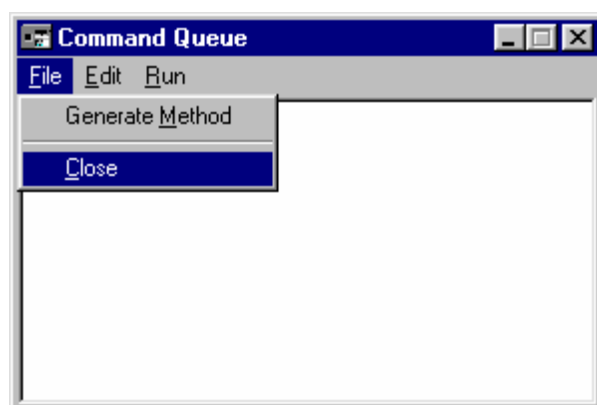 Command Queue
File Edit Run
Generate Method
Close